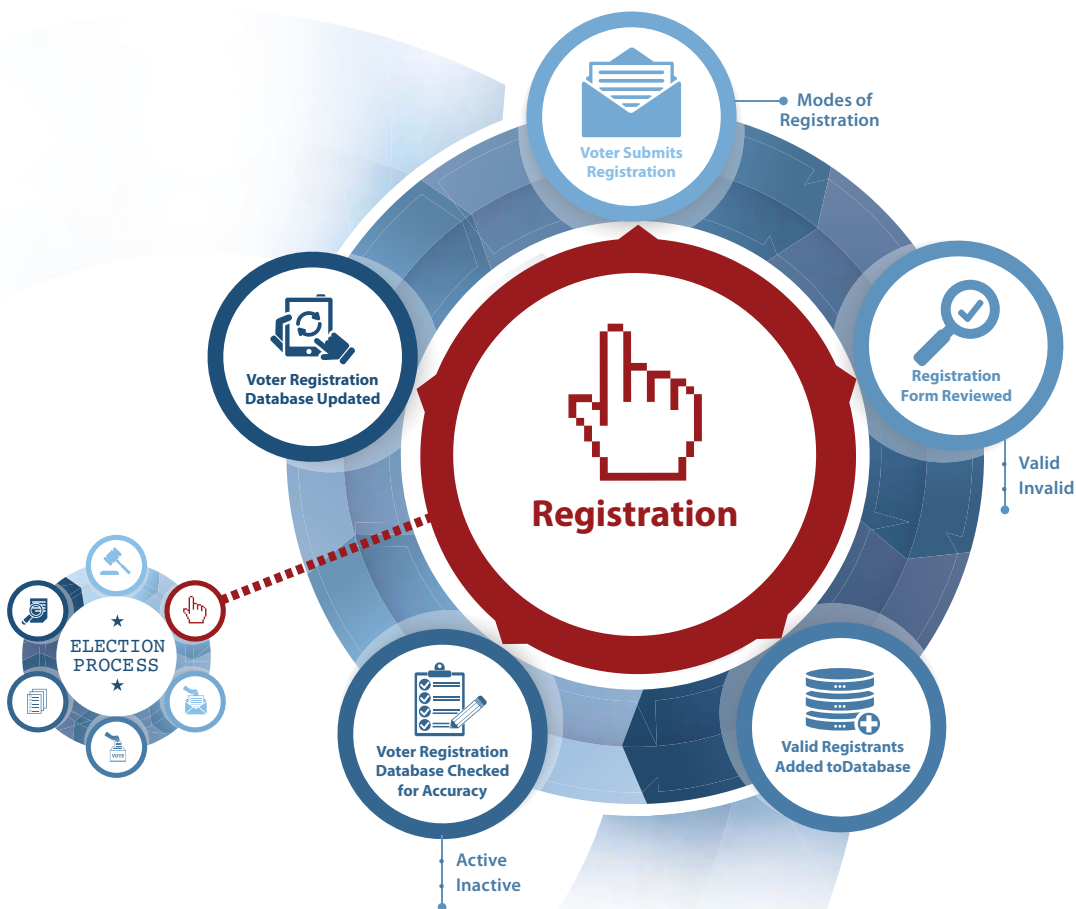 Voter Submits
Registration
Modes of
Registration
Registration
Form Reviewed
Valid
Invalid
Valid Registrants
Added toDatabase
Voter Registration
Database Checked
for Accuracy
Active
Inactive
Voter Registration
Database Updated
Registration
ELECTION
PROCESS
VOTE